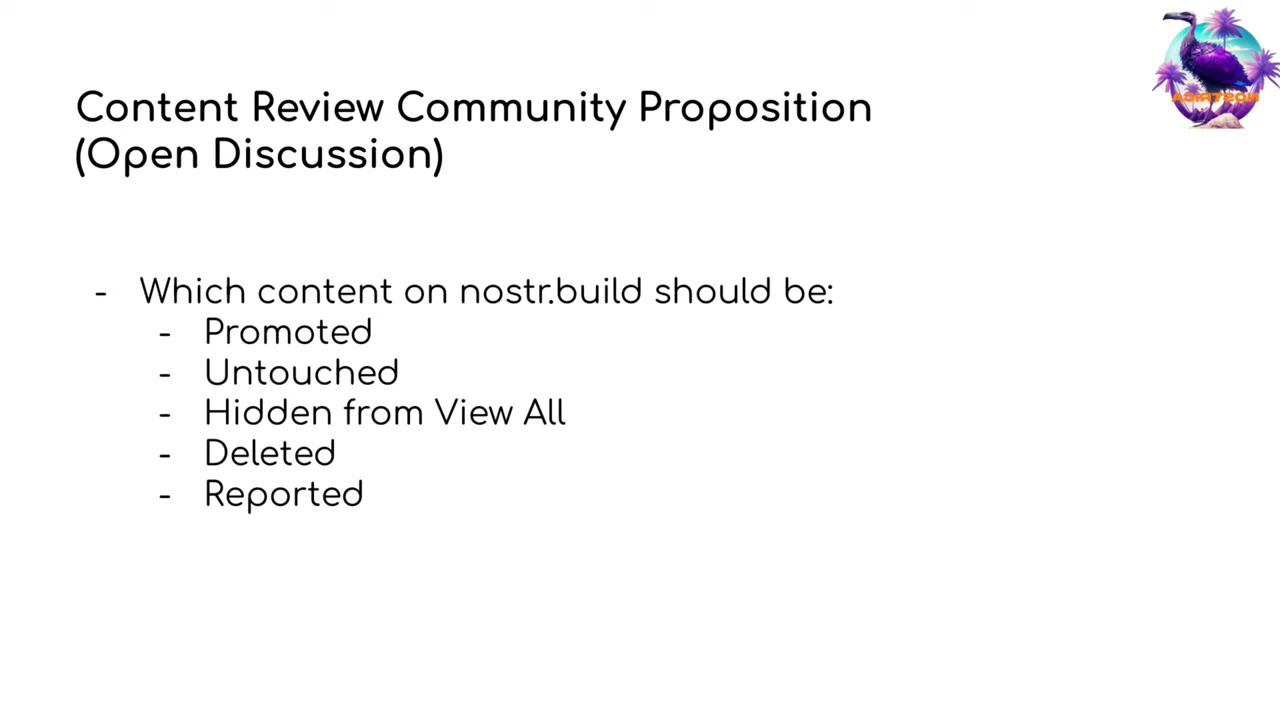 Content Review Community Proposition
(Open Discussion)
- Which content on nostr.build should be:
- Promoted
- Untouched
- Hidden from View All
- Deleted
- Reported